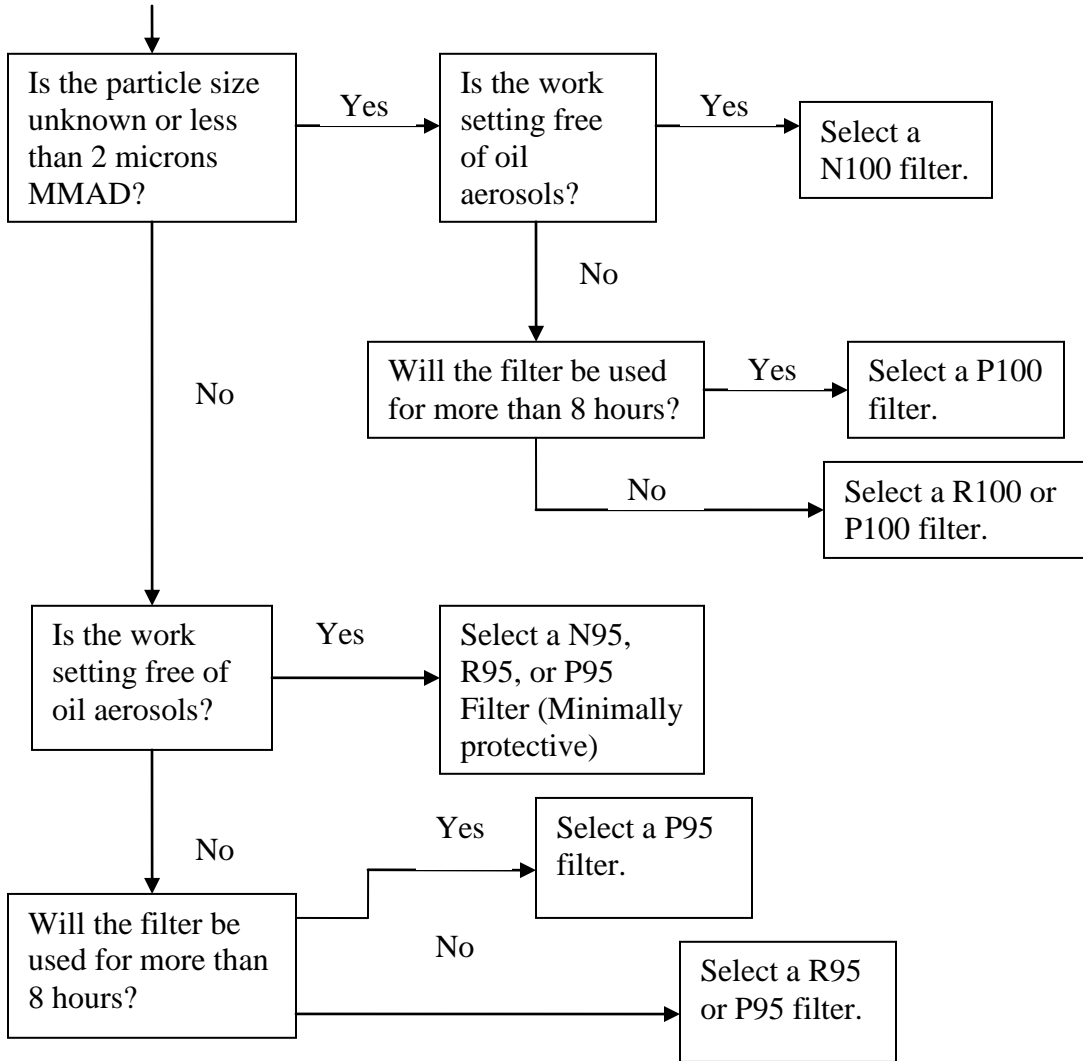 Is the particle size
unknown or less
than 2 microns
MMAD?
Yes
Is the work
setting free
of oil
aerosols?
Yes
Select a
N100 filter.
No
Will the filter be used
for more than 8 hours?
Yes
Select a P100
filter.
No
Select a R100 or
P100 filter.
No
Is the work
setting free of
oil aerosols?
Yes
Select a N95,
R95, or P95
Filter (Minimally
protective)
No
Will the filter be
used for more than
8 hours?
Yes
Select a P95
filter.
No
Select a R95
or P95 filter.